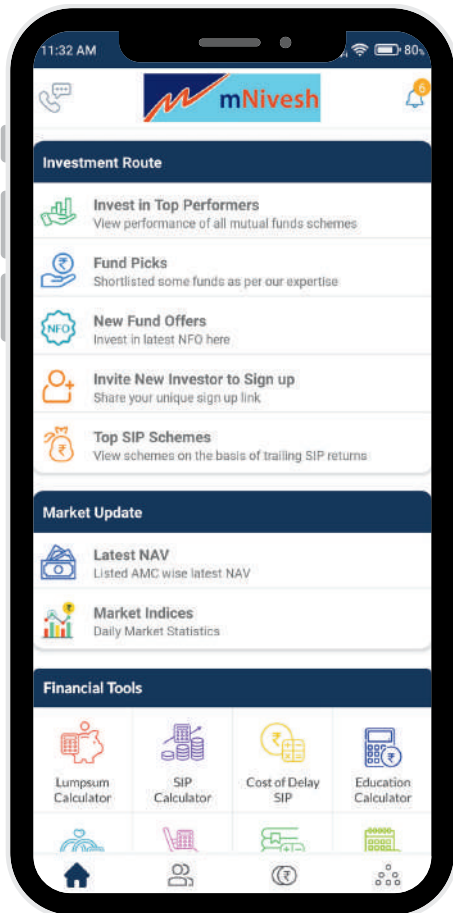 11:32 AM
80%
mNivesh
6
Investment Route
Invest in Top Performers
View performance of all mutual funds schemes
₹
Fund Picks
Shortlisted some funds as per our expertise
NFO
New Fund Offers
Invest in latest NFO here
Invite New Investor to Sign up
Share your unique sign up link
₹
Top SIP Schemes
View schemes on the basis of trailing SIP returns
Market Update
Latest NAV
Listed AMC wise latest NAV
₹
Market Indices
Daily Market Statistics
Financial Tools
₹
₹
₹
Lumpsum
Calculator
SIP
Calculator
Cost of Delay
SIP
Education
Calculator
₹